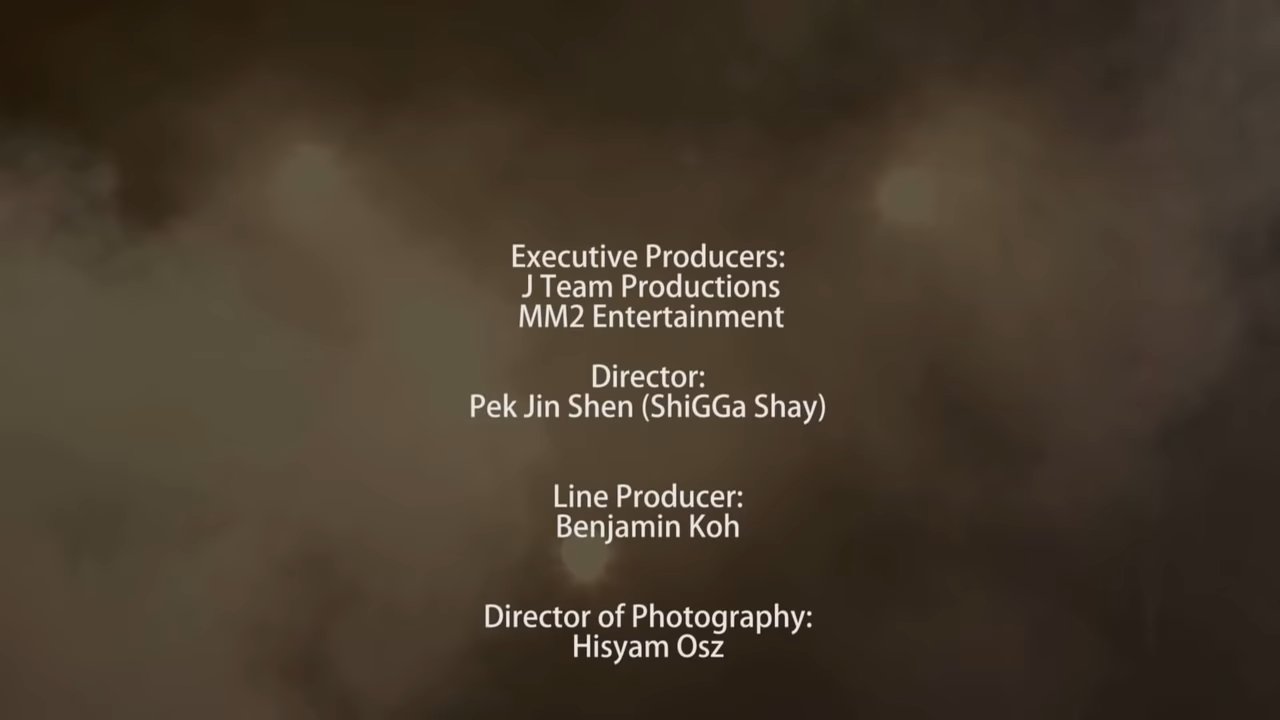 Executive Producers:
J Team Productions
MM2 Entertainment
Director:
Pek Jin Shen (ShiGGa Shay)
Line Producer:
Benjamin Koh
Director of Photography:
Hisyam Osz